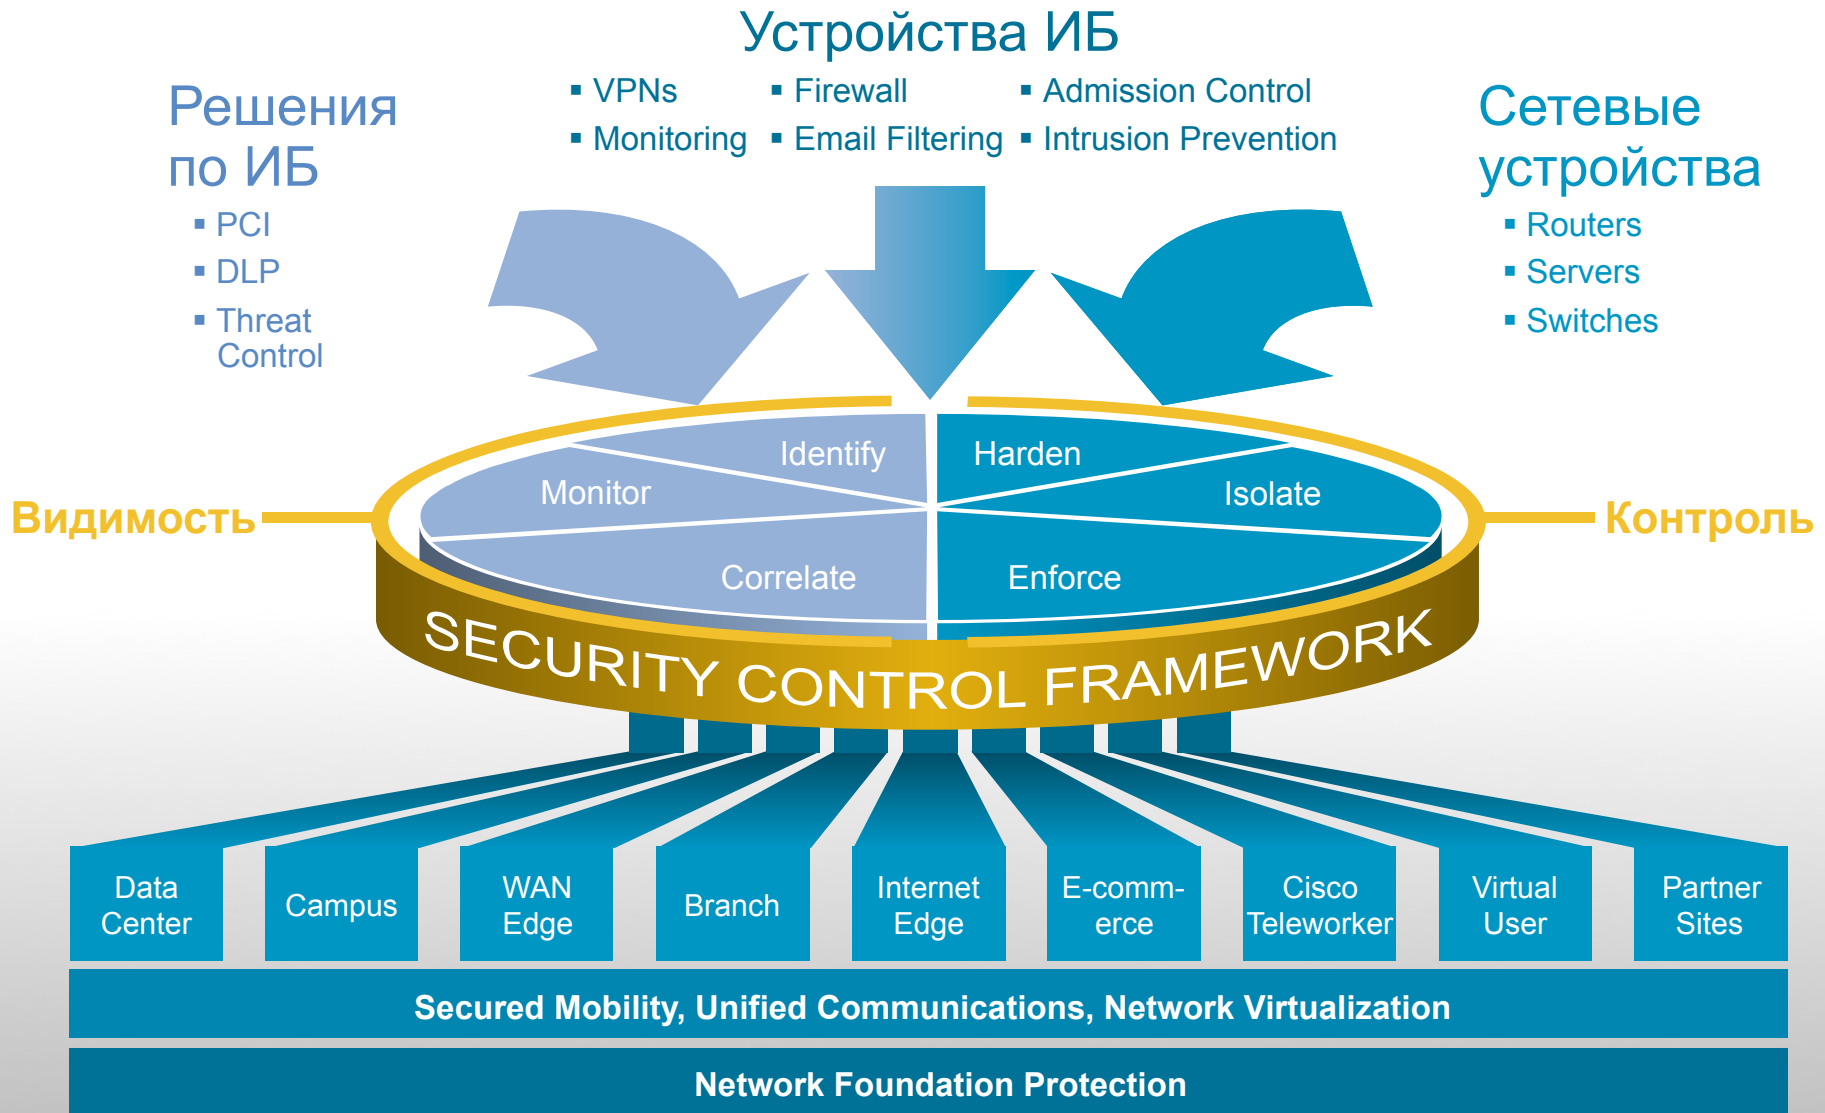 Устройства ИБ
▪ VPNs ▪ Firewall ▪ Admission Control
▪ Monitoring ▪ Email Filtering ▪ Intrusion Prevention
Решения
по ИБ
▪ PCI
▪ DLP
▪ Threat
Control
Сетевые
устройства
▪ Routers
▪ Servers
▪ Switches
Identify
Harden
Monitor
Isolate
Видимость
Контроль
Correlate
Enforce
SECURITY CONTROL FRAMEWORK
Data
Center
Campus
WAN
Edge
Branch
Internet
Edge
E-comm-
erce
Cisco
Teleworker
Virtual
User
Partner
Sites
Secured Mobility, Unified Communications, Network Virtualization
Network Foundation Protection